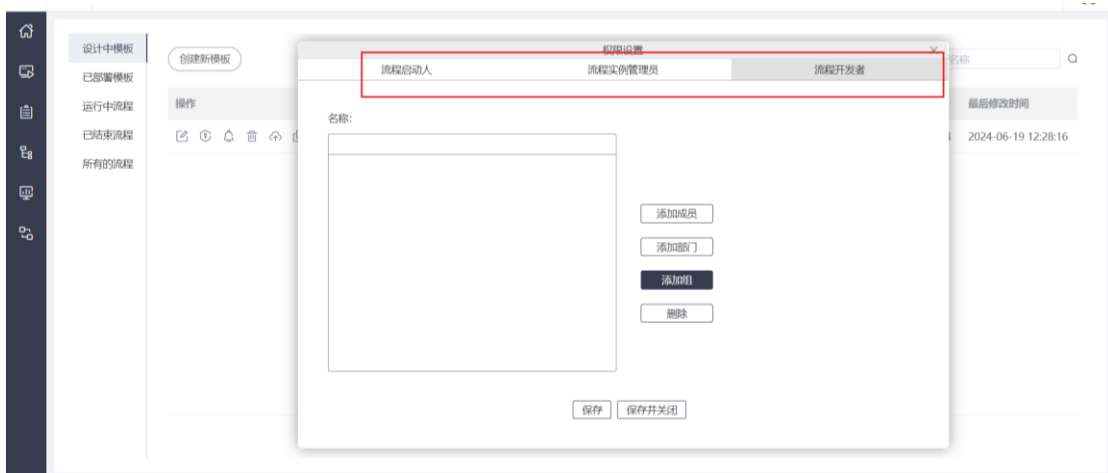 设计中模板
已部署模板
运行中流程
已结束流程
所有的流程
创建新模板
名称
操作
最后修改时间
2024-06-19 12:28:16
权限设置
流程启动人
流程实例管理员
流程开发者
名称：
添加成员
添加部门
添加组
删除
保存
保存并关闭